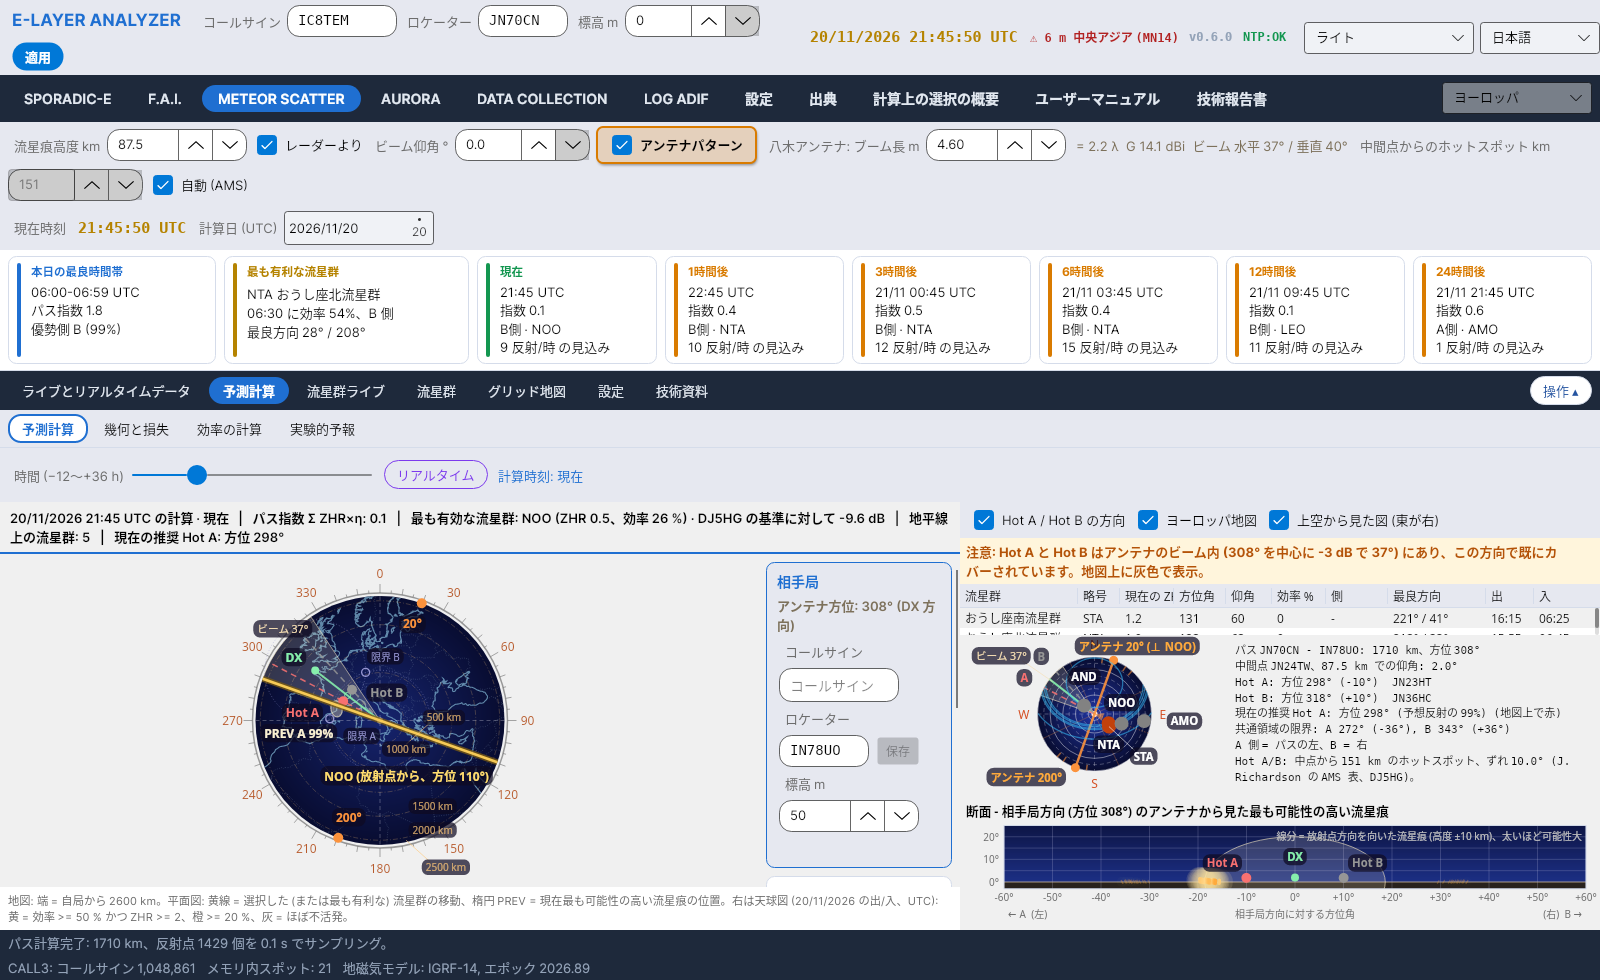 E-LAYER ANALYZER
コールサイン IC8TEM ロケーター JN70CN 標高 m 0
適用
20/11/2026 21:45:50 UTC ⚠ 6 m 中央アジア (MN14) v0.6.0 NTP:OK ライト 日本語
SPORADIC-E F.A.I. METEOR SCATTER AURORA DATA COLLECTION LOG ADIF 設定 出典 計算上の選択の概要 ユーザーマニュアル 技術報告書 ヨーロッパ
流星痕高度 km 87.5 レーダーより ビーム仰角 ° 0.0 アンテナパターン 八木アンテナ: ブーム長 m 4.60 = 2.2 λ G 14.1 dBi ビーム 水平 37° / 垂直 40° 中間点からのホットスポット km
151 自動 (AMS)
現在時刻 21:45:50 UTC 計算日 (UTC) 2026/11/20 20
本日の最良時間帯
06:00-06:59 UTC
パス指数 1.8
優勢側 B (99%)
最も有利な流星群
NTA おうし座北流星群
06:30 に効率 54%、B 側
最良方向 28° / 208°
現在
21:45 UTC
指数 0.1
B側 · NOO
9 反射/時 の見込み
1時間後
22:45 UTC
指数 0.4
B側 · NTA
10 反射/時 の見込み
3時間後
21/11 00:45 UTC
指数 0.5
B側 · NTA
12 反射/時 の見込み
6時間後
21/11 03:45 UTC
指数 0.4
B側 · NTA
15 反射/時 の見込み
12時間後
21/11 09:45 UTC
指数 0.1
B側 · LEO
11 反射/時 の見込み
24時間後
21/11 21:45 UTC
指数 0.6
A側 · AMO
1 反射/時 の見込み
ライブとリアルタイムデータ 予測計算 流星群ライブ 流星群 グリッド地図 設定 技術資料 操作 ▴
予測計算 幾何と損失 効率の計算 実験的予報
時間 (−12〜+36 h) リアルタイム 計算時刻: 現在
20/11/2026 21:45 UTC の計算 · 現在 | パス指数 Σ ZHR×η: 0.1 | 最も有効な流星群: NOO (ZHR 0.5、効率 26 %) · DJ5HG の基準に対して -9.6 dB | 地平線
上の流星群: 5 | 現在の推奨 Hot A: 方位 298°
0
330 30
20°
ビーム 37°
300 60
DX
限界 B
Hot B
Hot A
500 km
270 90
PREV A 99%
限界 A
1000 km
NOO (放射点から、方位 110°)
240 120
1500 km
200°
2000 km
210 150
180
2500 km
相手局
アンテナ方位: 308° (DX 方
向)
コールサイン
コールサイン
ロケーター
IN78UO 保存
標高 m
50
地図: 端 = 自局から 2600 km。平面図: 黄線 = 選択した (または最も有利な) 流星群の移動、楕円 PREV = 現在最も可能性の高い流星痕の位置。右は天球図 (20/11/2026 の出/入、UTC):
黄 = 効率 >= 50 % かつ ZHR >= 2、橙 >= 20 %、灰 = ほぼ不活発。
Hot A / Hot B の方向 ヨーロッパ地図 上空から見た図 (東が右)
注意: Hot A と Hot B はアンテナのビーム内 (308° を中心に -3 dB で 37°) にあり、この方向で既にカ
バーされています。地図上に灰色で表示。
流星群 略号 現在の ZI 方位角 仰角 効率 % 側 最良方向 出 入
おうし座南流星群 STA 1.2 131 60 0 - 221° / 41° 16:15 06:25
アンテナ 20° (⊥ NOO)
ビーム 37° B
A
AND
NOO
W E AMO
NTA
STA
アンテナ 200°
S
パス JN70CN - IN78UO: 1710 km、方位 308°
中間点 JN24TW、87.5 km での仰角: 2.0°
Hot A: 方位 298° (-10°) JN23HT
Hot B: 方位 318° (+10°) JN36HC
現在の推奨 Hot A: 方位 298° (予想反射の 99%) (地図上で赤)
共通領域の限界: A 272° (-36°)、B 343° (+36°)
A 側 = パスの左、B = 右
Hot A/B: 中点から 151 km のホットスポット、ずれ 10.0° (J.
Richardson の AMS 表、DJ5HG)。
断面 - 相手局方向 (方位 308°) のアンテナから見た最も可能性の高い流星痕
線分 = 放射点方向を向いた流星痕 (高度 ±10 km)、太いほど可能性大
20°
10°
0°
Hot A DX Hot B
-60° -50° -40° -30° -20° -10° 0° +10° +20° +30° +40° +50° +60°
← A (左) 相手局方向に対する方位角 (右) B →
パス計算完了: 1710 km、反射点 1429 個を 0.1 s でサンプリング。
CALL3: コールサイン 1,048,861 メモリ内スポット: 21 地磁気モデル: IGRF-14, エポック 2026.89